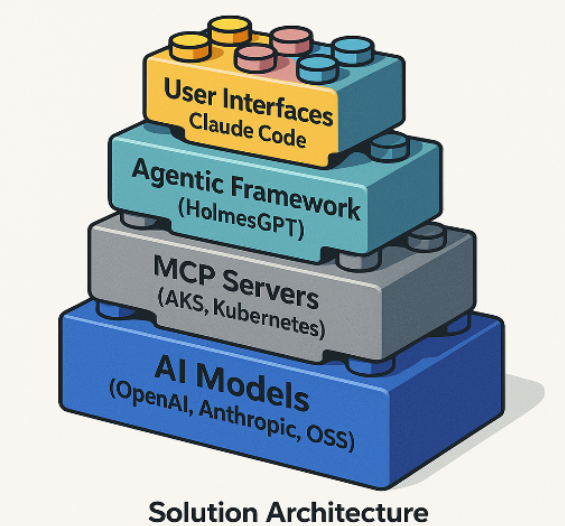 User Interfaces
Claude Code
Agentic Framework
(HolmesGPT)
MCP Servers
(AKS, Kubernetes)
AI Models
(OpenAI, Anthropic, OSS)
Solution Architecture